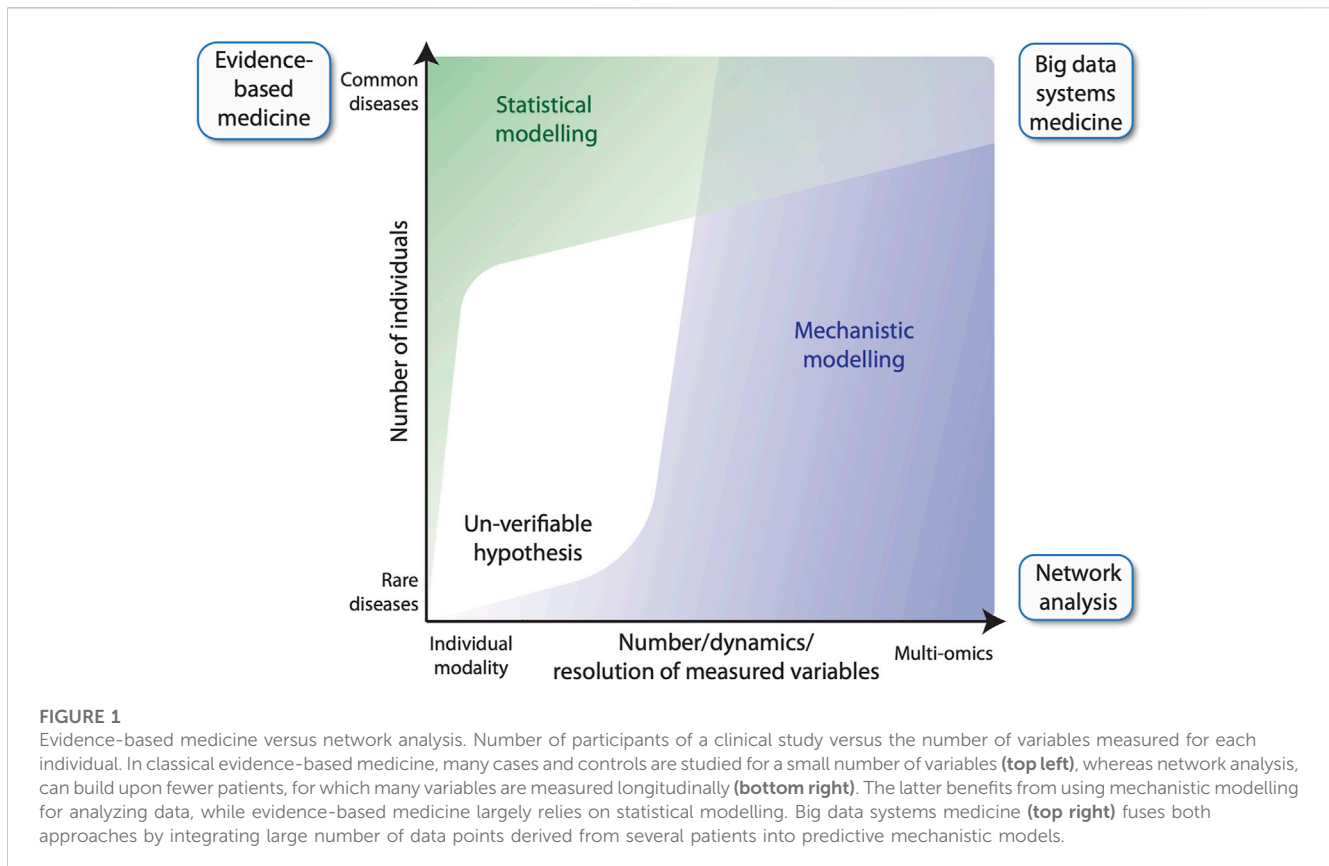 Evidence-
based
medicine
Common
diseases
Statistical
modelling
Big data
systems
medicine
Number of individuals
Mechanistic
modelling
Un-verifiable
hypothesis
Rare
diseases
Network
analysis
Individual
modality
Number/dynamics/
resolution of measured variables
Multi-omics
FIGURE 1
Evidence-based medicine versus network analysis. Number of participants of a clinical study versus the number of variables measured for each
individual. In classical evidence-based medicine, many cases and controls are studied for a small number of variables (top left), whereas network analysis,
can build upon fewer patients, for which many variables are measured longitudinally (bottom right). The latter benefits from using mechanistic modelling
for analyzing data, while evidence-based medicine largely relies on statistical modelling. Big data systems medicine (top right) fuses both
approaches by integrating large number of data points derived from several patients into predictive mechanistic models.